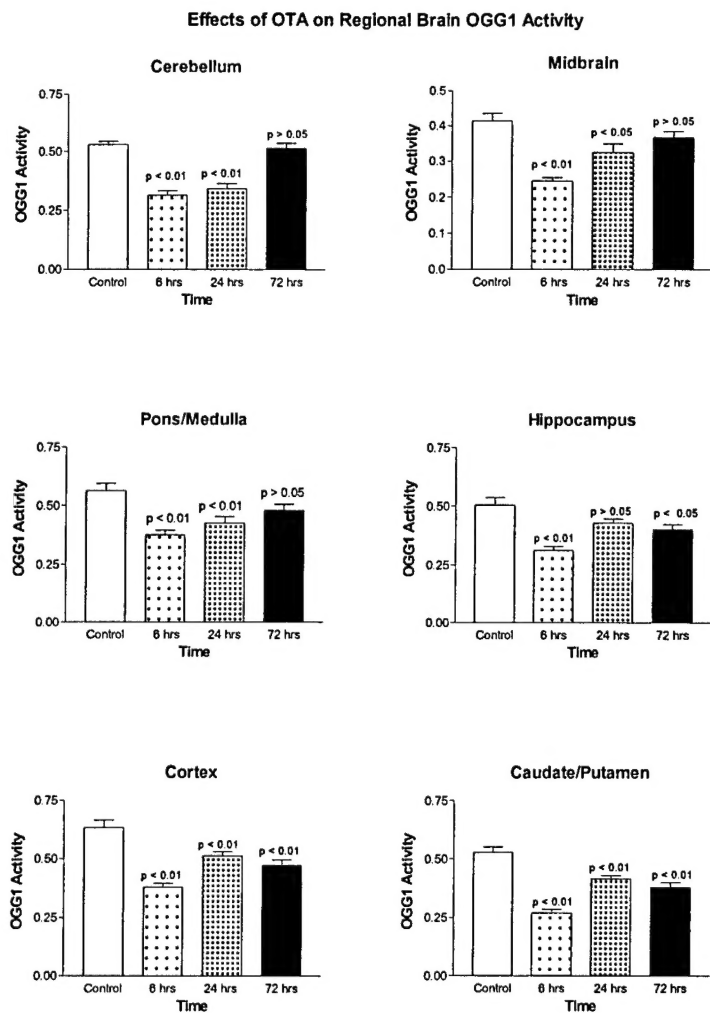 Effects of OTA on Regional Brain OGG1 Activity
Cerebellum
0.75
0.50
0.25
0.00
OGG1 Activity
p < 0.01
p < 0.01
p > 0.05
Control
6 hrs
24 hrs
72 hrs
Time
Midbrain
0.5
0.4
0.3
0.2
0.1
0.0
OGG1 Activity
p < 0.01
p < 0.05
p > 0.05
Control
6 hrs
24 hrs
72 hrs
Time
Pons/Medulla
0.75
0.50
0.25
0.00
OGG1 Activity
p < 0.01
p < 0.01
p > 0.05
Control
6 hrs
24 hrs
72 hrs
Time
Hippocampus
0.75
0.50
0.25
0.00
OGG1 Activity
p < 0.01
p > 0.05
p < 0.05
Control
6 hrs
24 hrs
72 hrs
Time
Cortex
0.75
0.50
0.25
0.00
OGG1 Activity
p < 0.01
p < 0.01
p < 0.01
Control
6 hrs
24 hrs
72 hrs
Time
Caudate/Putamen
0.75
0.50
0.25
0.00
OGG1 Activity
p < 0.01
p < 0.01
p < 0.01
Control
6 hrs
24 hrs
72 hrs
Time